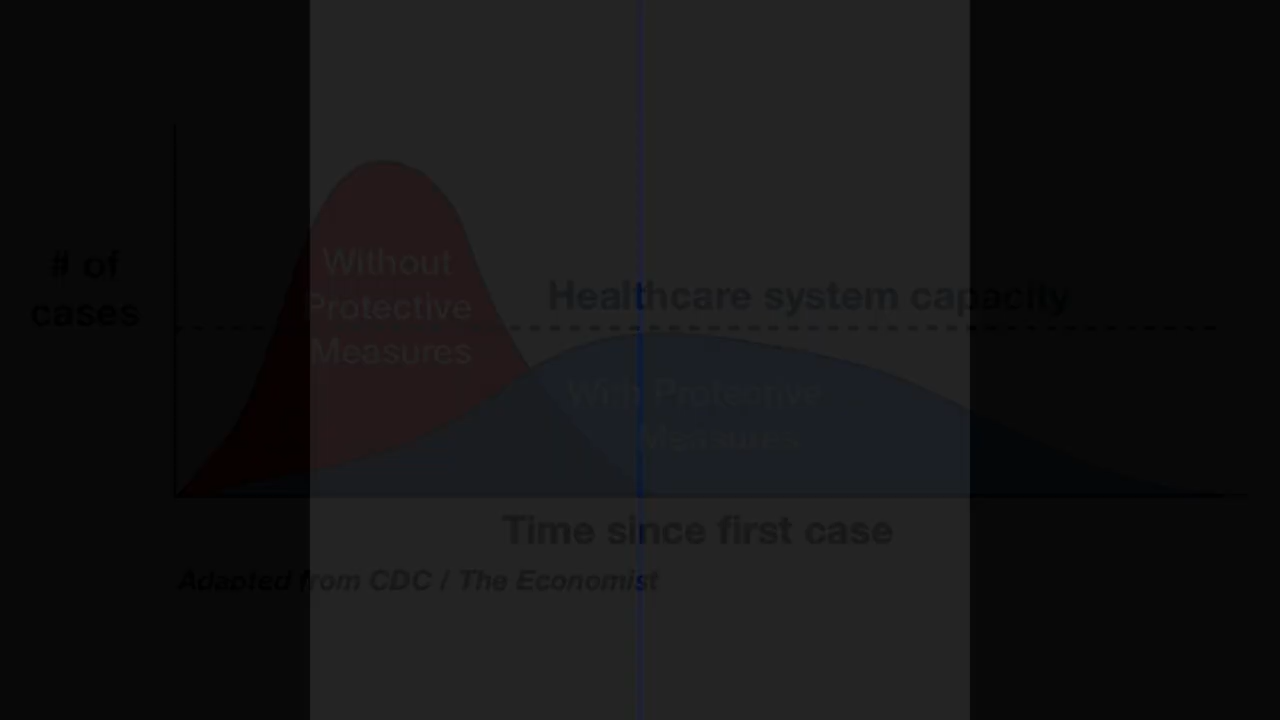 # of
cases
Without
Protective
Measures
Healthcare system capacity
With Protective
Measures
Time since first case
Adapted from CDC / The Economist